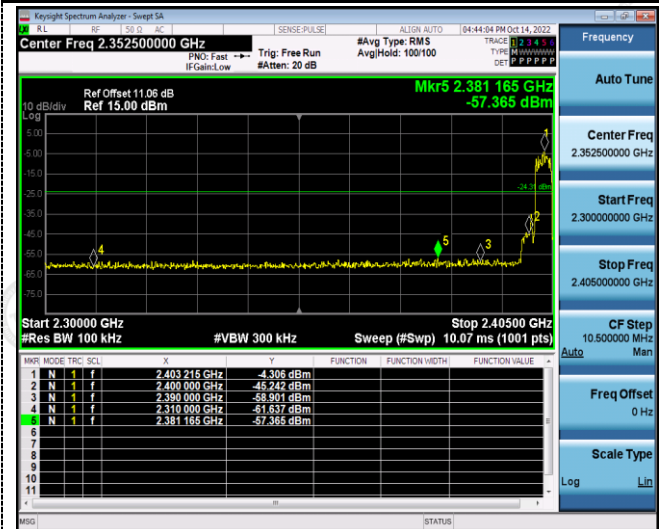 Keysight Spectrum Analyzer - Swept SA
RL RF 50 Ω AC SENSE:PULSE ALIGN AUTO 04:44:04 PM Oct 14, 2022
Center Freq 2.352500000 GHz
PNO: Fast
IFGain:Low
Trig: Free Run
#Atten: 20 dB
#Avg Type: RMS
Avg|Hold: 100/100
TRACE 1 2 3 4 5 6
TYPE M WWWWW
DET P P P P P P
Mkr5 2.381 165 GHz
-57.365 dBm
Ref Offset 11.06 dB
10 dB/div Ref 15.00 dBm
Log
5.00
-5.00
-15.0
-25.0
-35.0
-45.0
-55.0
-65.0
-75.0
1
-24.31 dBm
2
5
3
4
Start 2.30000 GHz Stop 2.40500 GHz
#Res BW 100 kHz #VBW 300 kHz Sweep (#Swp) 10.07 ms (1001 pts)
MKR MODE TRC SCL X Y FUNCTION FUNCTION WIDTH FUNCTION VALUE
1 N 1 f 2.403 215 GHz -4.306 dBm
2 N 1 f 2.400 000 GHz -45.242 dBm
3 N 1 f 2.390 000 GHz -58.901 dBm
4 N 1 f 2.310 000 GHz -61.637 dBm
5 N 1 f 2.381 165 GHz -57.365 dBm
6
7
8
9
10
11
MSG STATUS
Frequency
Auto Tune
Center Freq
2.352500000 GHz
Start Freq
2.300000000 GHz
Stop Freq
2.405000000 GHz
CF Step
10.500000 MHz
Auto Man
Freq Offset
0 Hz
Scale Type
Log Lin